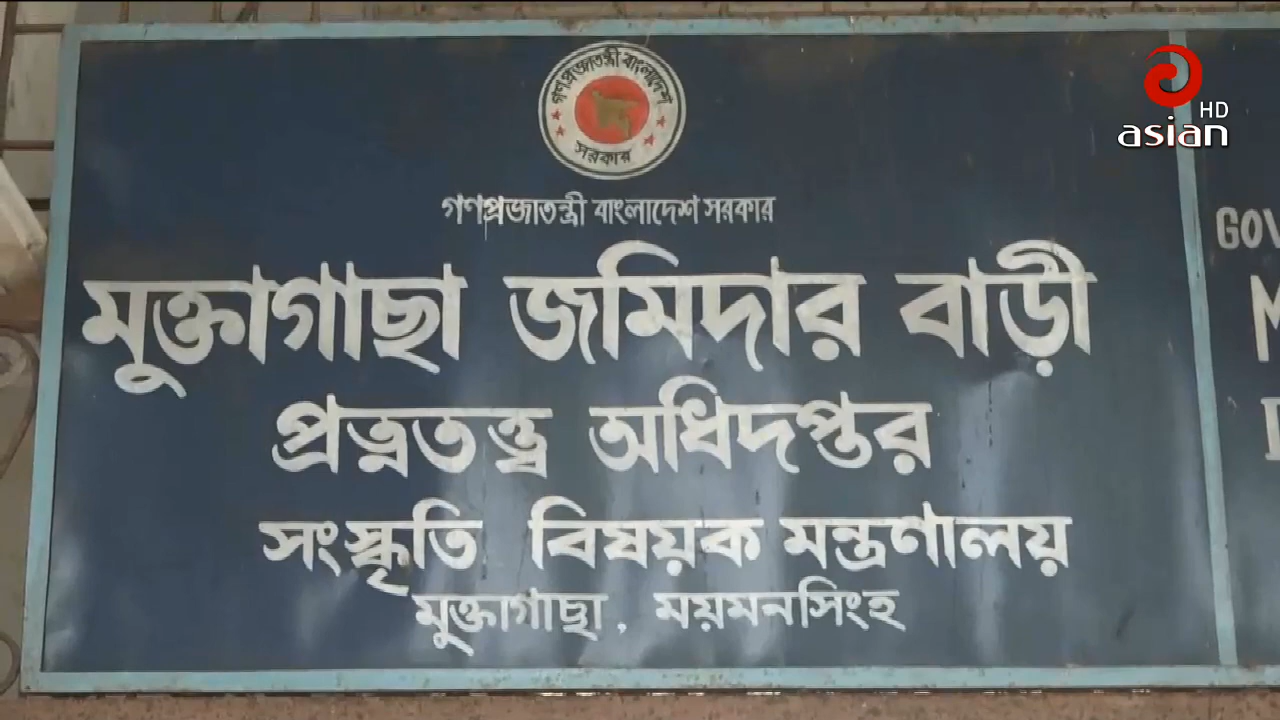 গণপ্রজাতন্ত্রী বাংলাদেশ
সরকার
গণপ্রজাতন্ত্রী বাংলাদেশ সরকার
মুক্তাগাছা জমিদার বাড়ী
প্রত্নতত্ত্ব অধিদপ্তর
সংস্কৃতি বিষয়ক মন্ত্রণালয়
মুক্তাগাছা, ময়মনসিংহ
HD
asian